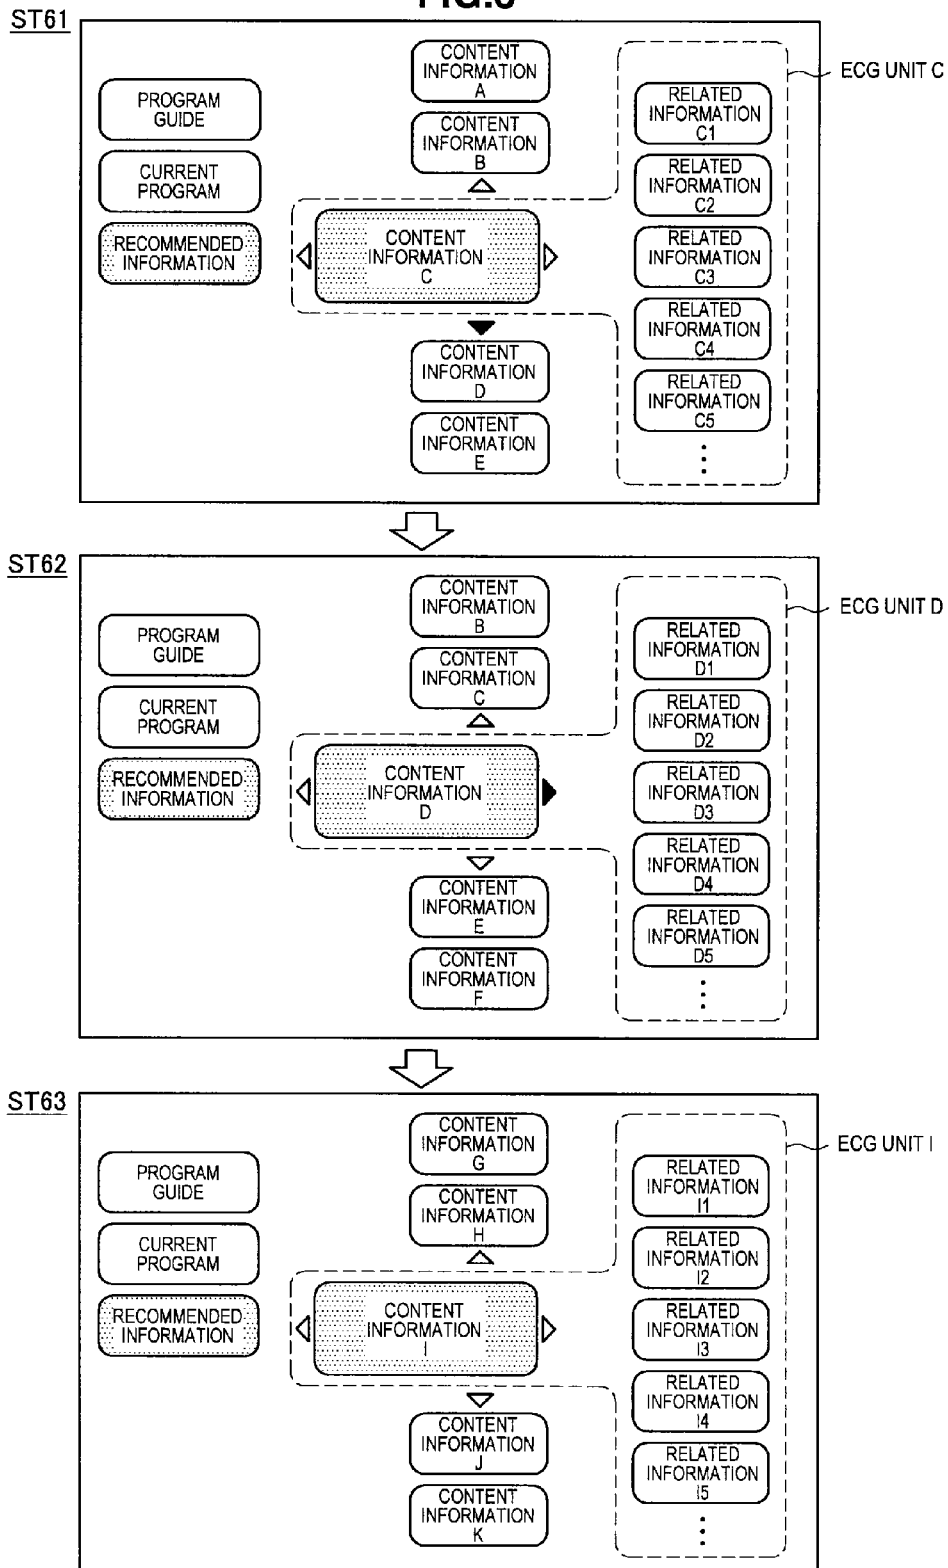 ST61
PROGRAM
GUIDE
CURRENT
PROGRAM
RECOMMENDED
INFORMATION
CONTENT
INFORMATION
A
CONTENT
INFORMATION
B
CONTENT
INFORMATION
C
CONTENT
INFORMATION
D
CONTENT
INFORMATION
E
ECG UNIT C
RELATED
INFORMATION
C1
RELATED
INFORMATION
C2
RELATED
INFORMATION
C3
RELATED
INFORMATION
C4
RELATED
INFORMATION
C5
ST62
PROGRAM
GUIDE
CURRENT
PROGRAM
RECOMMENDED
INFORMATION
CONTENT
INFORMATION
B
CONTENT
INFORMATION
C
CONTENT
INFORMATION
D
CONTENT
INFORMATION
E
CONTENT
INFORMATION
F
ECG UNIT D
RELATED
INFORMATION
D1
RELATED
INFORMATION
D2
RELATED
INFORMATION
D3
RELATED
INFORMATION
D4
RELATED
INFORMATION
D5
ST63
PROGRAM
GUIDE
CURRENT
PROGRAM
RECOMMENDED
INFORMATION
CONTENT
INFORMATION
G
CONTENT
INFORMATION
H
CONTENT
INFORMATION
I
CONTENT
INFORMATION
J
CONTENT
INFORMATION
K
ECG UNIT I
RELATED
INFORMATION
I1
RELATED
INFORMATION
I2
RELATED
INFORMATION
I3
RELATED
INFORMATION
I4
RELATED
INFORMATION
I5